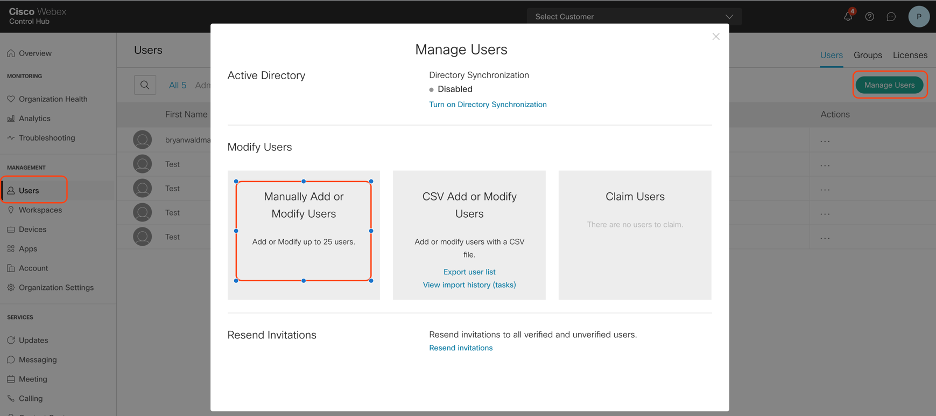 Cisco Webex
Control Hub
Select Customer
4
P
Overview
MONITORING
Organization Health
Analytics
Troubleshooting
MANAGEMENT
Users
Workspaces
Devices
Apps
Account
Organization Settings
SERVICES
Updates
Messaging
Meeting
Calling
Users
All 5
First Name
bryanwaldma
Test
Test
Test
Test
Users Groups Licenses
Manage Users
Actions
Manage Users
Active Directory
Directory Synchronization
Disabled
Turn on Directory Synchronization
Modify Users
Manually Add or
Modify Users
Add or Modify up to 25 users.
CSV Add or Modify
Users
Add or modify users with a CSV
file.
Export user list
View import history (tasks)
Claim Users
There are no users to claim.
Resend Invitations
Resend invitations to all verified and unverified users.
Resend invitations